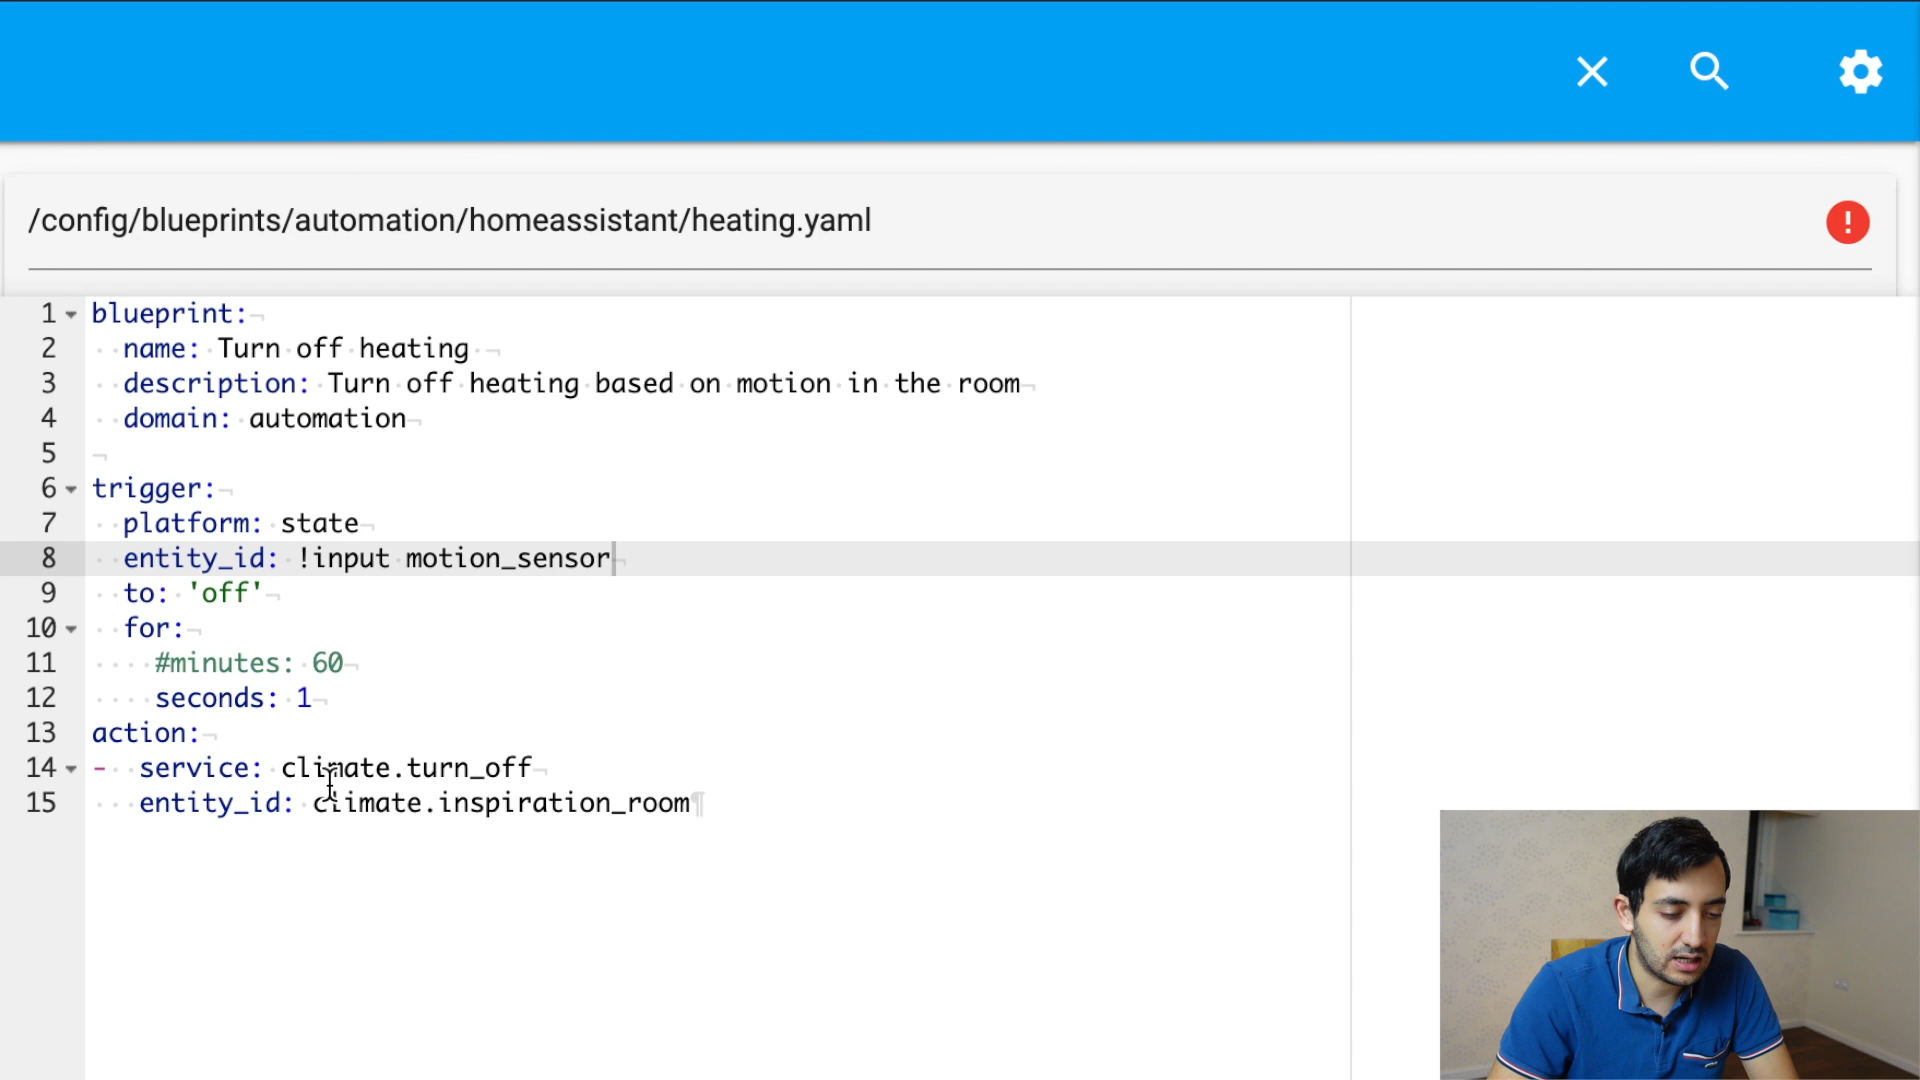 /config/blueprints/automation/homeassistant/heating.yaml
!
1 blueprint:
2   name: Turn off heating
3   description: Turn off heating based on motion in the room
4   domain: automation
5
6 trigger:
7   platform: state
8   entity_id: !input motion_sensor
9   to: 'off'
10   for:
11     #minutes: 60
12     seconds: 1
13 action:
14 -  service: climate.turn_off
15    entity_id: climate.inspiration_room